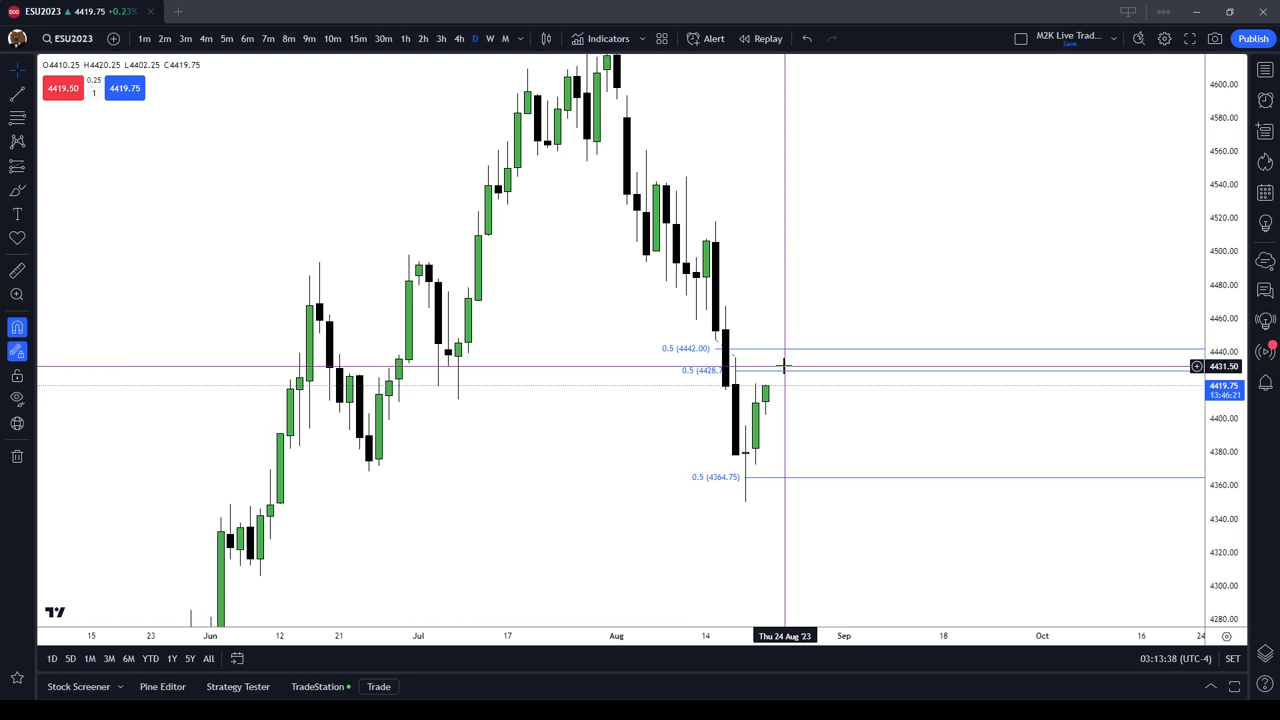 500 ESU2023 ▲ 4419.75 +0.23%
ESU2023 1m 2m 3m 4m 5m 6m 7m 8m 9m 10m 15m 30m 1h 2h 3h 4h D W M Indicators Alert Replay M2K Live Trad... Save Publish
O4410.25 H4420.25 L4402.25 C4419.75
4419.50 0.25 1 4419.75
4600.00
4580.00
4560.00
4540.00
4520.00
4500.00
4480.00
4460.00
0.5 (4442.00) 4440.00
4431.50
0.5 (4428.7
4419.75
13:46:21
4400.00
4380.00
0.5 (4364.75)
4360.00
4340.00
4320.00
4300.00
4280.00
15 23 Jun 12 21 Jul 17 Aug 14 Thu 24 Aug '23 Sep 18 Oct 16 24
1D 5D 1M 3M 6M YTD 1Y 5Y All 03:13:38 (UTC-4) SET
Stock Screener Pine Editor Strategy Tester TradeStation Trade